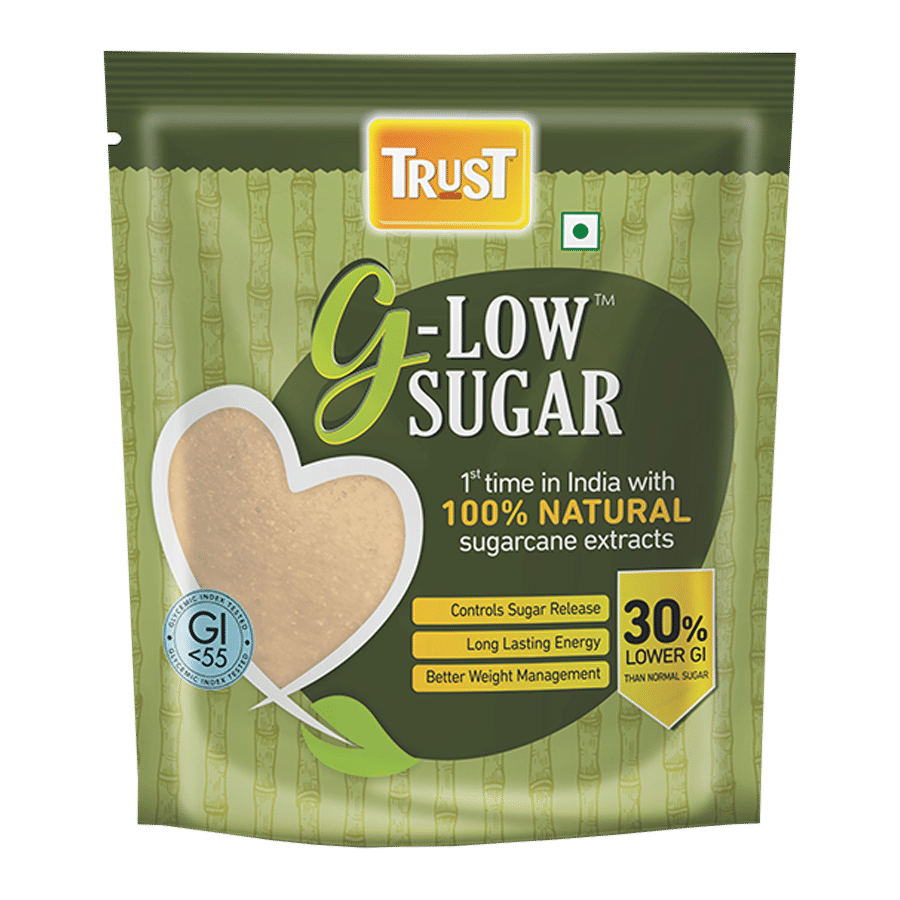 TRUST
G-LOW™
SUGAR
1st time in India with
100% NATURAL
sugarcane extracts
Controls Sugar Release
Long Lasting Energy
Better Weight Management
30%
LOWER GI
THAN NORMAL SUGAR
GLYCEMIC INDEX TESTED
GI
<55
GLYCEMIC INDEX TESTED